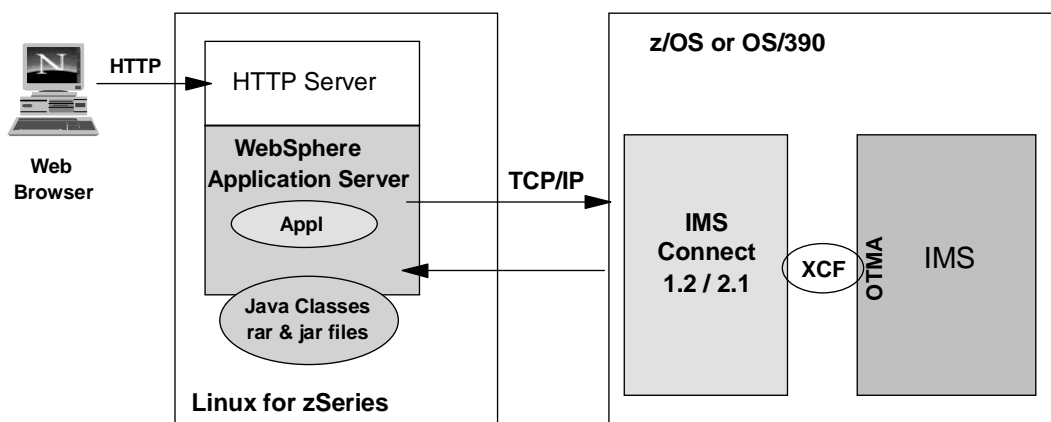 HTTP
N
Web
Browser
HTTP Server
WebSphere
Application Server
Appl
Java Classes
rar & jar files
Linux for zSeries
TCP/IP
z/OS or OS/390
IMS
Connect
1.2 / 2.1
XCF
OTMA
IMS